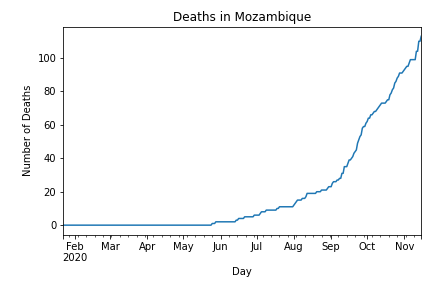 Deaths in Mozambique
Number of Deaths
100
80
60
40
20
0
Feb Mar Apr May Jun Jul Aug Sep Oct Nov
2020
Day